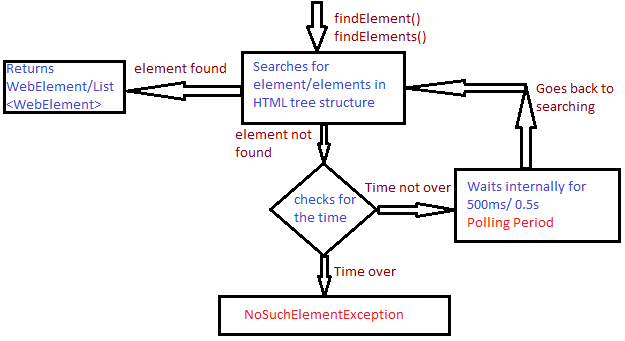 findElement()
findElements()
Returns
WebElement/List
<WebElement>
element found
Searches for
element/elements in
HTML tree structure
Goes back to
searching
element not
found
checks for
the time
Time not over
Waits internally for
500ms/ 0.5s
Polling Period
Time over
NoSuchElementException